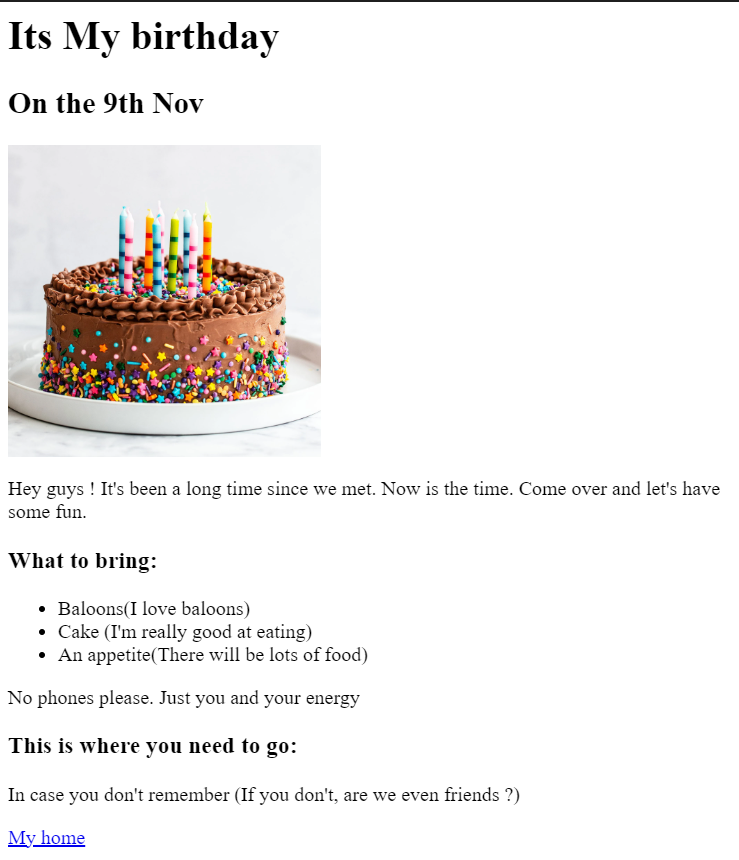 Its My birthday
On the 9th Nov
Hey guys ! It's been a long time since we met. Now is the time. Come over and let's have
some fun.
What to bring:
Baloons(I love baloons)
Cake (I'm really good at eating)
An appetite(There will be lots of food)
No phones please. Just you and your energy
This is where you need to go:
In case you don't remember (If you don't, are we even friends ?)
My home